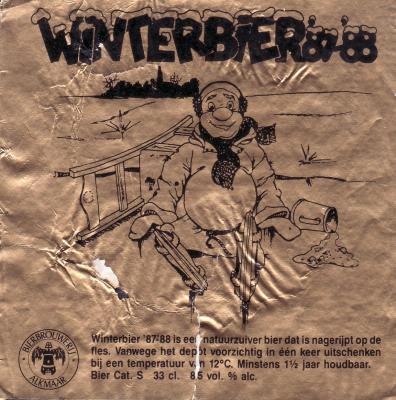 WINTERBIER '87-'88
BIERBROUWERIJ
ALKMAAR
Winterbier '87-'88 is een natuurzuiver bier dat is nagerijpt op de
fles. Vanwege het depot voorzichtig in één keer uitschenken
bij een temperatuur van 12°C. Minstens 1½ jaar houdbaar.
Bier Cat. S 33 cl. 8.5 vol. % alc.